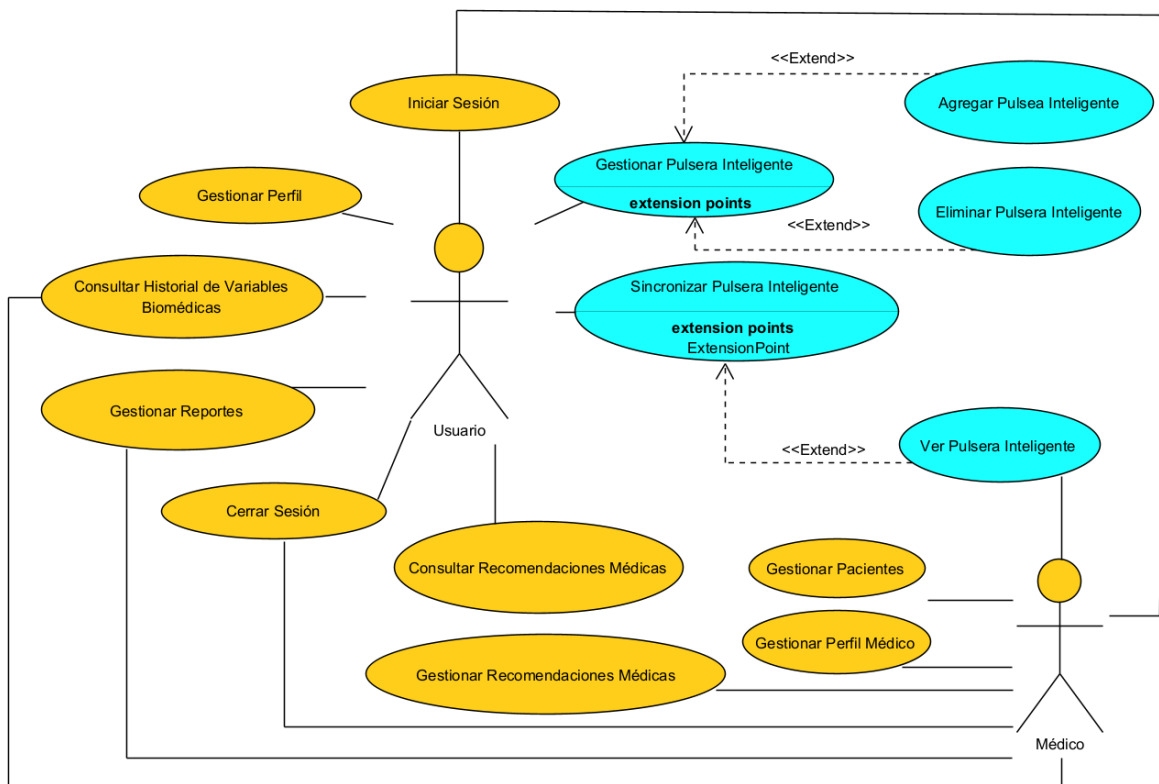 <<Extend>>
Iniciar Sesión
Agregar Pulsea Inteligente
Gestionar Pulsera Inteligente
extension points
Gestionar Perfil
<<Extend>>
Eliminar Pulsera Inteligente
Consultar Historial de Variables
Biomédicas
Sincronizar Pulsera Inteligente
extension points
ExtensionPoint
Gestionar Reportes
Usuario
<<Extend>>
Ver Pulsera Inteligente
Cerrar Sesión
Consultar Recomendaciones Médicas
Gestionar Pacientes
Gestionar Perfil Médico
Gestionar Recomendaciones Médicas
Médico